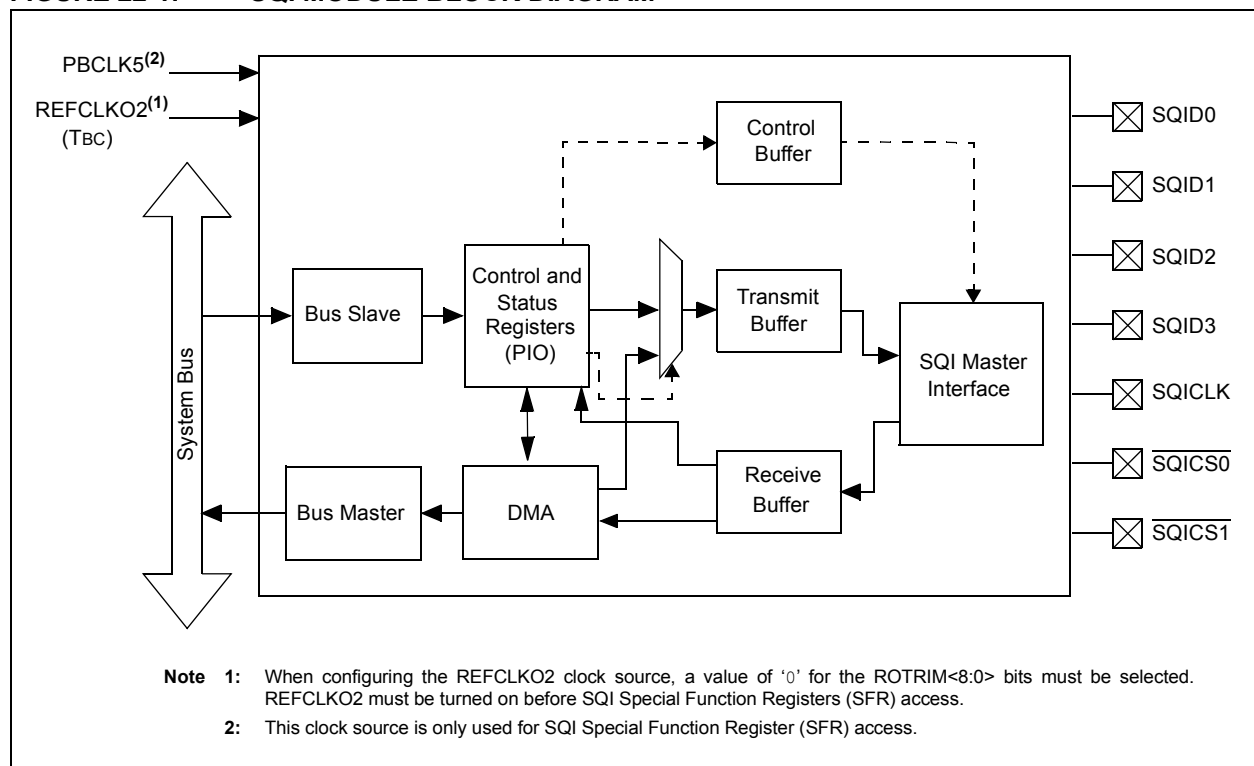 PBCLK5(2)
REFCLKO2(1)
(TBC)
System Bus
Bus Slave
Bus Master
Control and
Status
Registers
(PIO)
DMA
Control
Buffer
Transmit
Buffer
Receive
Buffer
SQI Master
Interface
SQID0
SQID1
SQID2
SQID3
SQICLK
SQICS0
SQICS1
Note 1: When configuring the REFCLKO2 clock source, a value of ‘0’ for the ROTRIM<8:0> bits must be selected.
REFCLKO2 must be turned on before SQI Special Function Registers (SFR) access.
2: This clock source is only used for SQI Special Function Register (SFR) access.